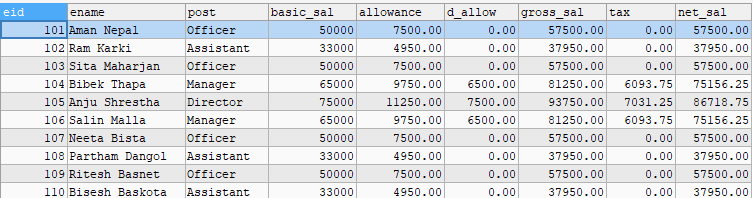 eid ename post basic_sal allowance d_allow gross_sal tax net_sal
101 Aman Nepal Officer 50000 7500.00 0.00 57500.00 0.00 57500.00
102 Ram Karki Assistant 33000 4950.00 0.00 37950.00 0.00 37950.00
103 Sita Maharjan Officer 50000 7500.00 0.00 57500.00 0.00 57500.00
104 Bibek Thapa Manager 65000 9750.00 6500.00 81250.00 6093.75 75156.25
105 Anju Shrestha Director 75000 11250.00 7500.00 93750.00 7031.25 86718.75
106 Salin Malla Manager 65000 9750.00 6500.00 81250.00 6093.75 75156.25
107 Neeta Bista Officer 50000 7500.00 0.00 57500.00 0.00 57500.00
108 Partham Dangol Assistant 33000 4950.00 0.00 37950.00 0.00 37950.00
109 Ritesh Basnet Officer 50000 7500.00 0.00 57500.00 0.00 57500.00
110 Bisesh Baskota Assistant 33000 4950.00 0.00 37950.00 0.00 37950.00